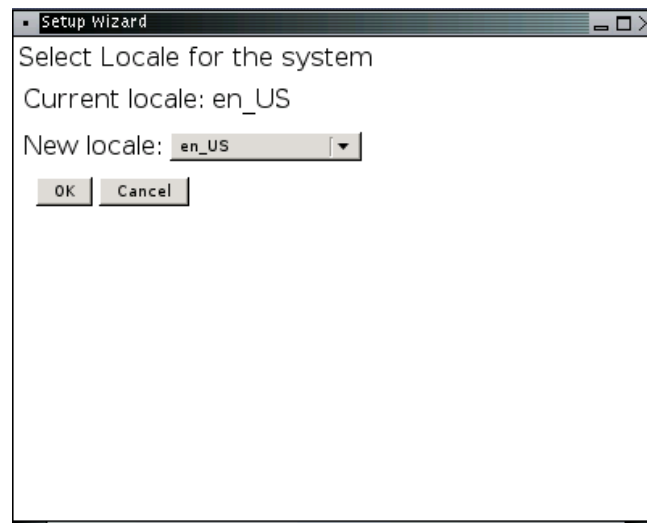 Setup Wizard
Select Locale for the system
Current locale: en_US
New locale: en_US
OK Cancel